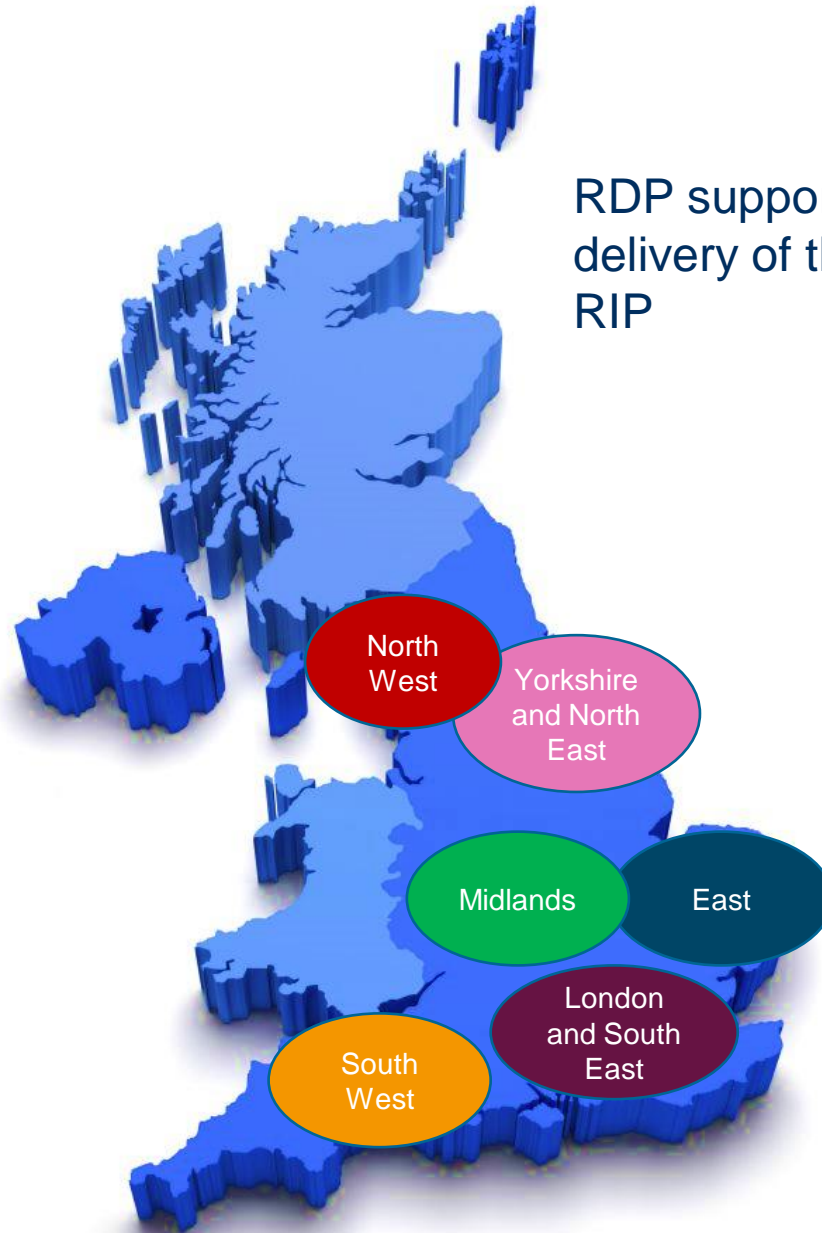 RDP suppo
delivery of t
RIP
North
West
Yorkshire
and North
East
Midlands
East
London
and South
East
South
West